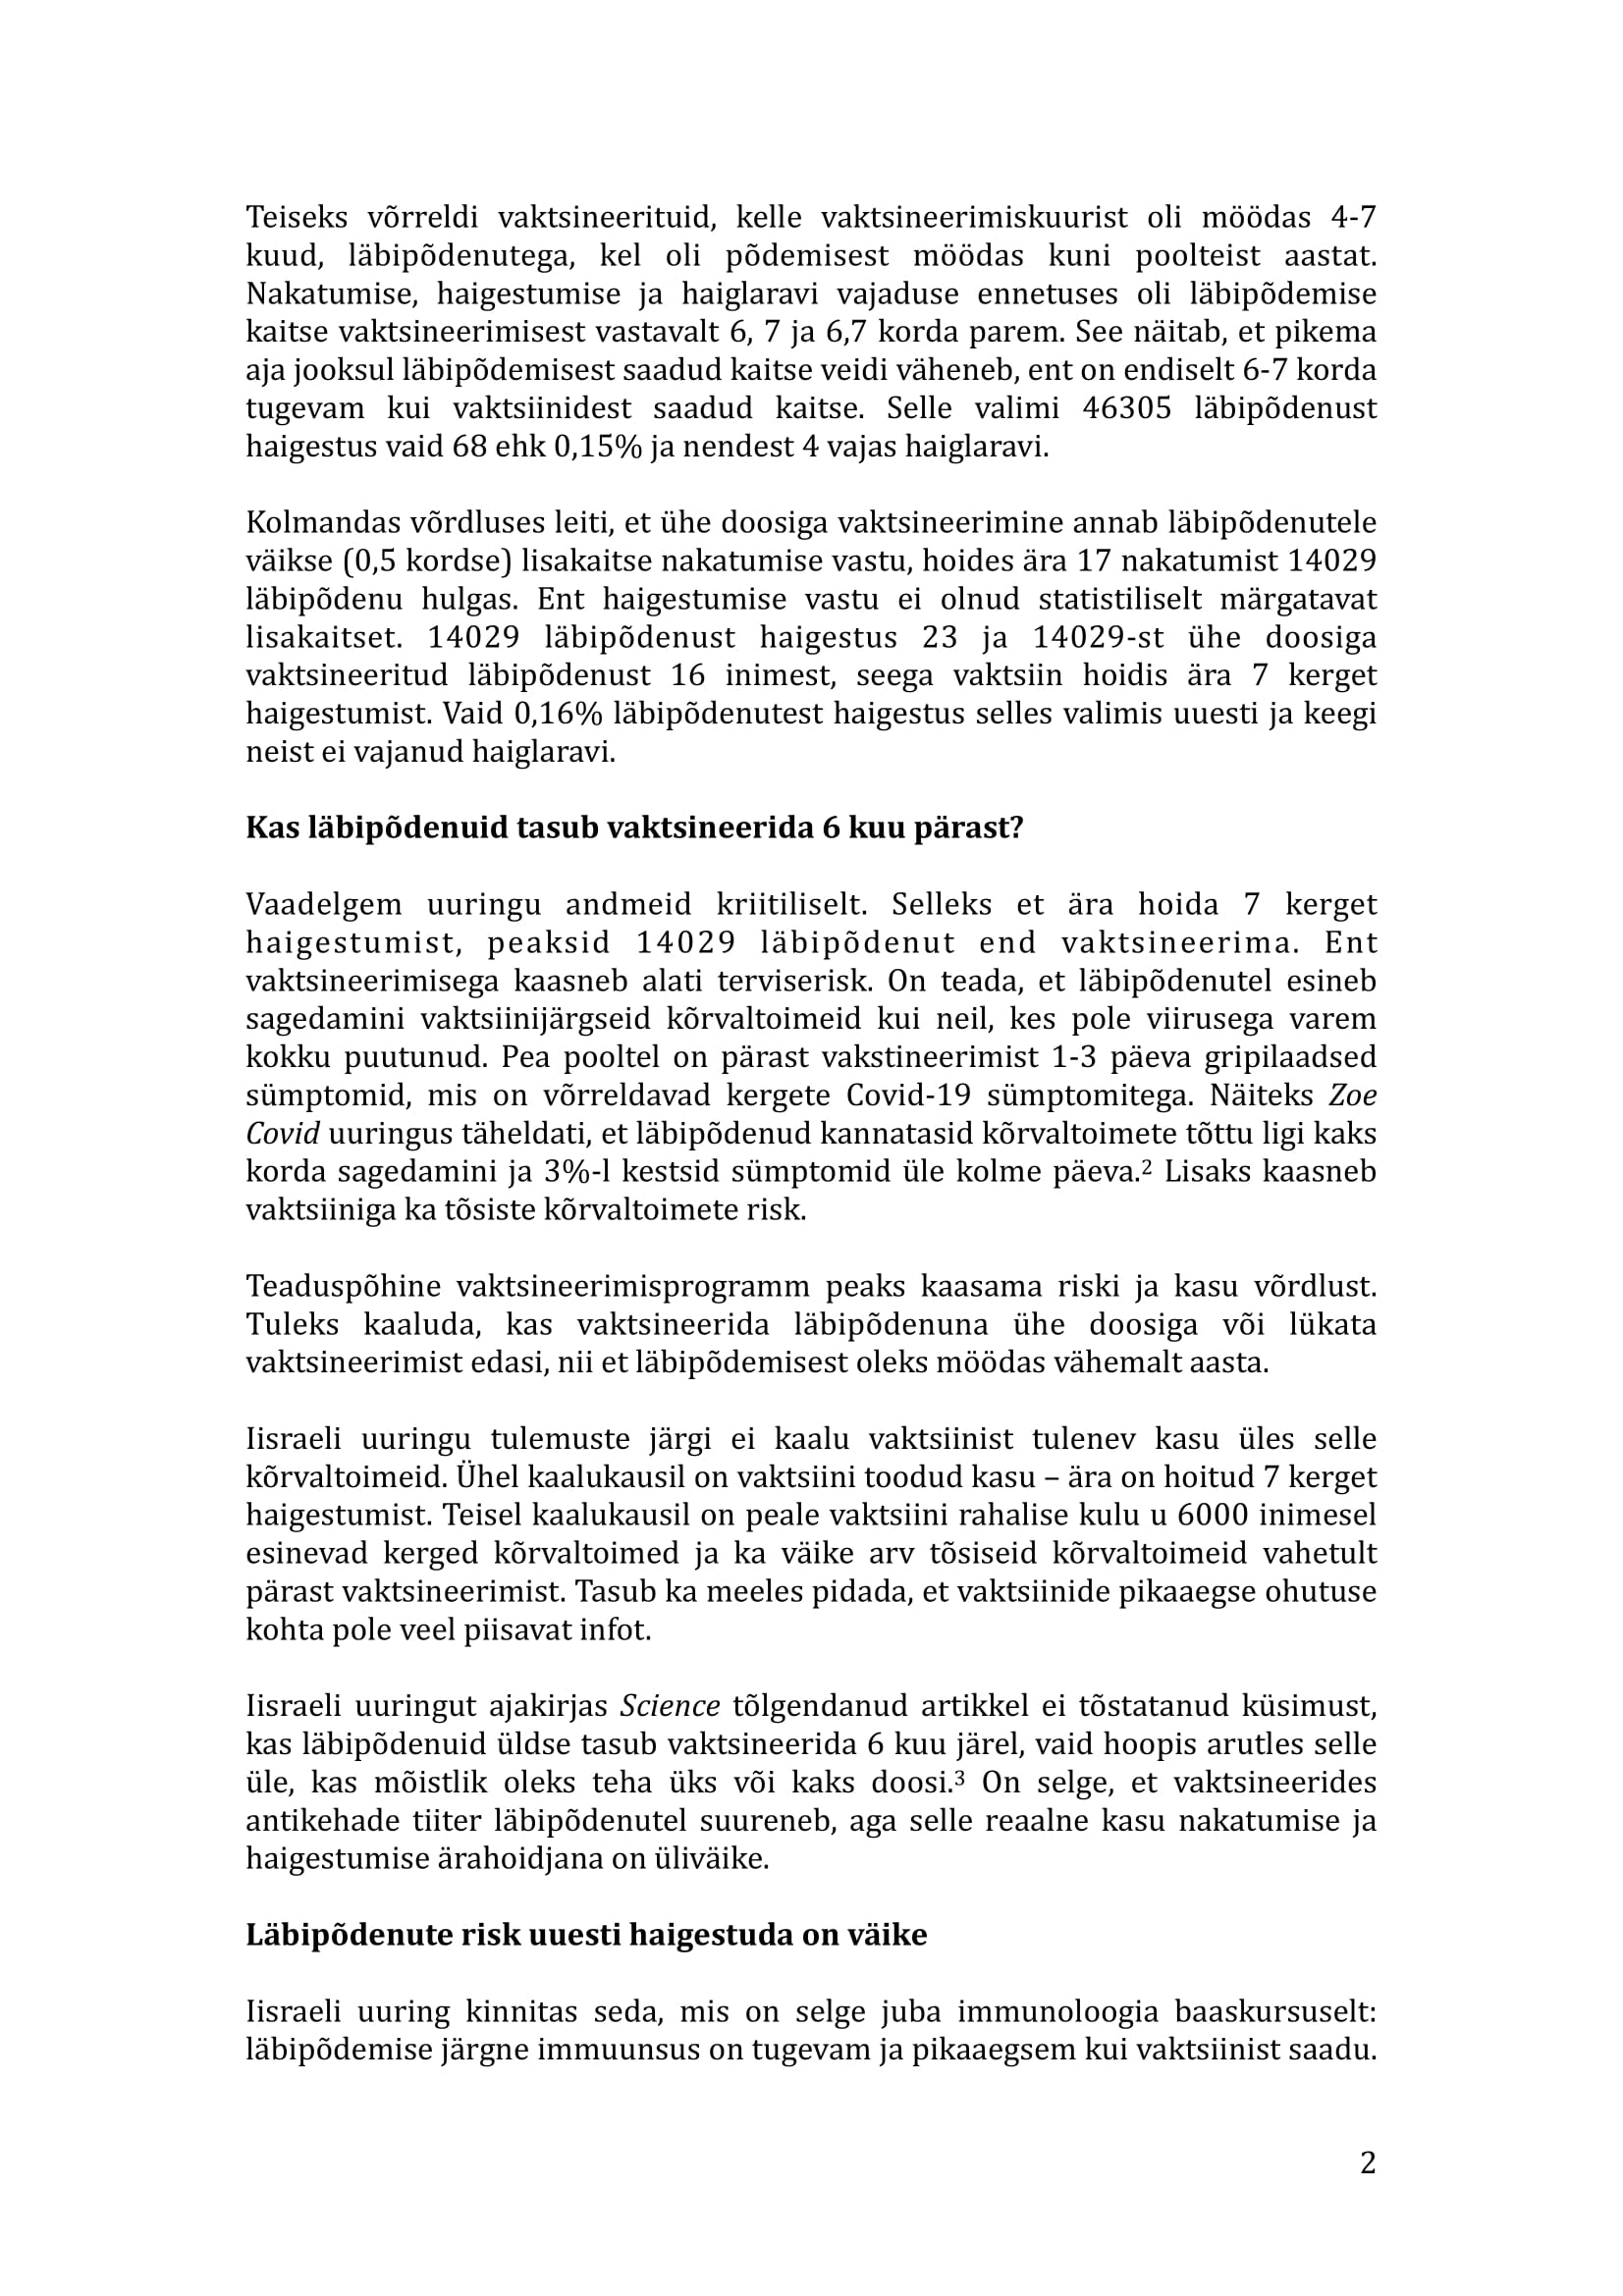 Teiseks võrreldi vaktsineerituid, kelle vaktsineerimiskuurist oli möödas 4-7
kuud, läbipõdenutega, kel oli põdemisest möödas kuni poolteist aastat.
Nakatumise, haigestumise ja haiglaravi vajaduse ennetuses oli läbipõdemise
kaitse vaktsineerimisest vastavalt 6, 7 ja 6,7 korda parem. See näitab, et pikema
aja jooksul läbipõdemisest saadud kaitse veidi väheneb, ent on endiselt 6-7 korda
tugevam kui vaktsiinidest saadud kaitse. Selle valimi 46305 läbipõdenust
haigestus vaid 68 ehk 0,15% ja nendest 4 vajas haiglaravi.
Kolmandas võrdluses leiti, et ühe doosiga vaktsineerimine annab läbipõdenutele
väikse (0,5 kordse) lisakaitse nakatumise vastu, hoides ära 17 nakatumist 14029
läbipõdenu hulgas. Ent haigestumise vastu ei olnud statistiliselt märgatavat
lisakaitset. 14029 läbipõdenust haigestus 23 ja 14029-st ühe doosiga
vaktsineeritud läbipõdenust 16 inimest, seega vaktsiin hoidis ära 7 kerget
haigestumist. Vaid 0,16% läbipõdenutest haigestus selles valimis uuesti ja keegi
neist ei vajanud haiglaravi.
Kas läbipõdenuid tasub vaktsineerida 6 kuu pärast?
Vaadelgem uuringu andmeid kriitiliselt. Selleks et ära hoida 7 kerget
haigestumist, peaksid 14029 läbipõdenut end vaktsineerima. Ent
vaktsineerimisega kaasneb alati terviserisk. On teada, et läbipõdenutel esineb
sagedamini vaktsiinijärgseid kõrvaltoimeid kui neil, kes pole viirusega varem
kokku puutunud. Pea pooltel on pärast vakstineerimist 1-3 päeva gripilaadsed
sümptomid, mis on võrreldavad kergete Covid-19 sümptomitega. Näiteks Zoe
Covid uuringus täheldati, et läbipõdenud kannatasid kõrvaltoimete tõttu ligi kaks
korda sagedamini ja 3%-l kestsid sümptomid üle kolme päeva.² Lisaks kaasneb
vaktsiiniga ka tõsiste kõrvaltoimete risk.
Teaduspõhine vaktsineerimisprogramm peaks kaasama riski ja kasu võrdlust.
Tuleks kaaluda, kas vaktsineerida läbipõdenuna ühe doosiga või lükata
vaktsineerimist edasi, nii et läbipõdemisest oleks möödas vähemalt aasta.
Iisraeli uuringu tulemuste järgi ei kaalu vaktsiinist tulenev kasu üles selle
kõrvaltoimeid. Ühel kaalukausil on vaktsiini toodud kasu – ära on hoitud 7 kerget
haigestumist. Teisel kaalukausil on peale vaktsiini rahalise kulu u 6000 inimesel
esinevad kerged kõrvaltoimed ja ka väike arv tõsiseid kõrvaltoimeid vahetult
pärast vaktsineerimist. Tasub ka meeles pidada, et vaktsiinide pikaaegse ohutuse
kohta pole veel piisavat infot.
Iisraeli uuringut ajakirjas Science tõlgendanud artikkel ei tõstatanud küsimust,
kas läbipõdenuid üldse tasub vaktsineerida 6 kuu järel, vaid hoopis arutles selle
üle, kas mõistlik oleks teha üks või kaks doosi.³ On selge, et vaktsineerides
antikehade tiiter läbipõdenutel suureneb, aga selle reaalne kasu nakatumise ja
haigestumise ärahoidjana on üliväike.
Läbipõdenute risk uuesti haigestuda on väike
Iisraeli uuring kinnitas seda, mis on selge juba immunoloogia baaskursuselt:
läbipõdemise järgne immuunsus on tugevam ja pikaaegsem kui vaktsiinist saadu.
2